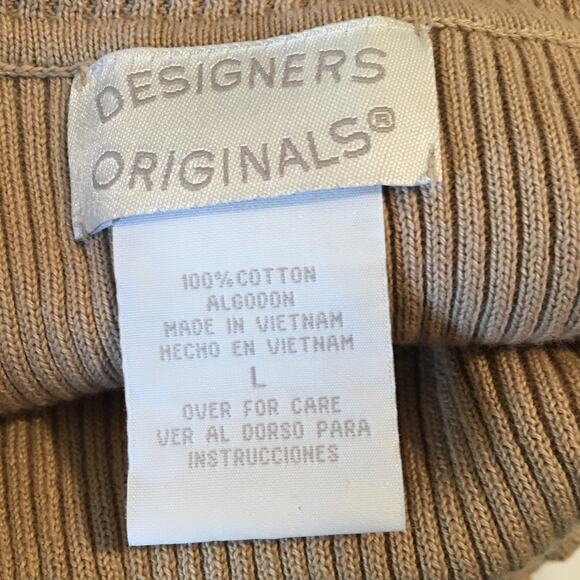 DESIGNERS
ORIGINALS®
100% COTTON
ALGODON
MADE IN VIETNAM
HECHO EN VIETNAM
L
OVER FOR CARE
VER AL DORSO PARA
INSTRUCCIONES